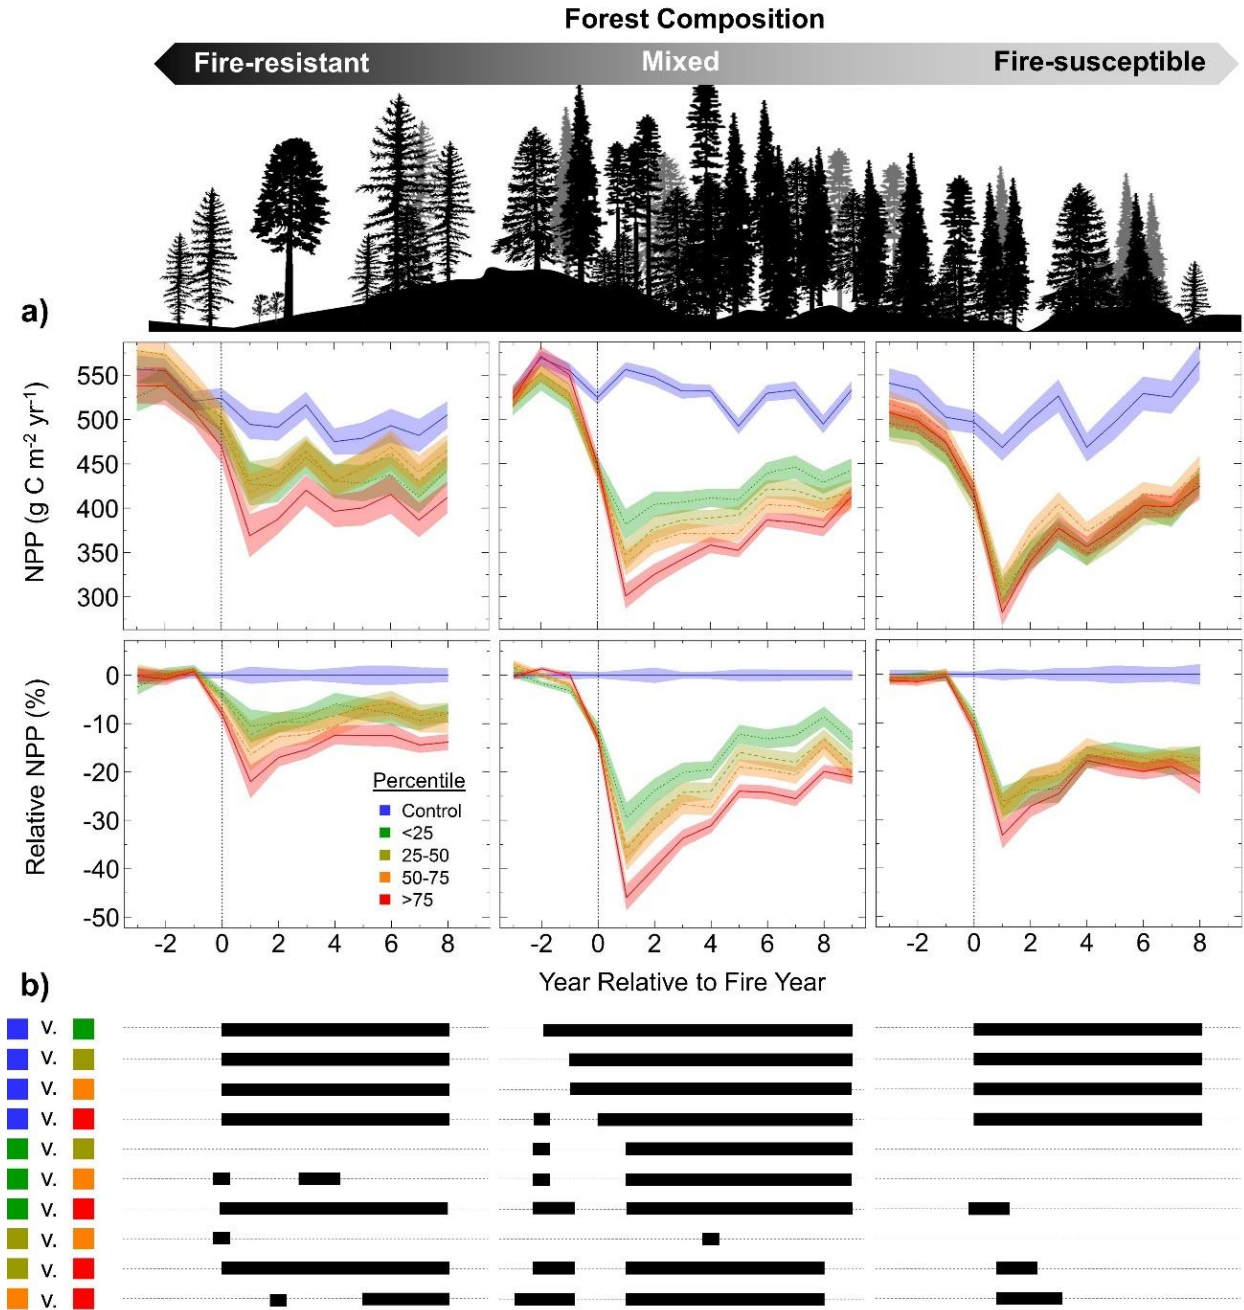 Forest Composition
Fire-resistant Mixed Fire-susceptible
a)
NPP (g C m⁻² yr⁻¹)
550
500
450
400
350
300
Relative NPP (%)
0
-10
-20
-30
-40
-50
Percentile
Control
<25
25-50
50-75
>75
-2 0 2 4 6 8 -2 0 2 4 6 8 -2 0 2 4 6 8
Year Relative to Fire Year
b)
v.
v.
v.
v.
v.
v.
v.
v.
v.
v.